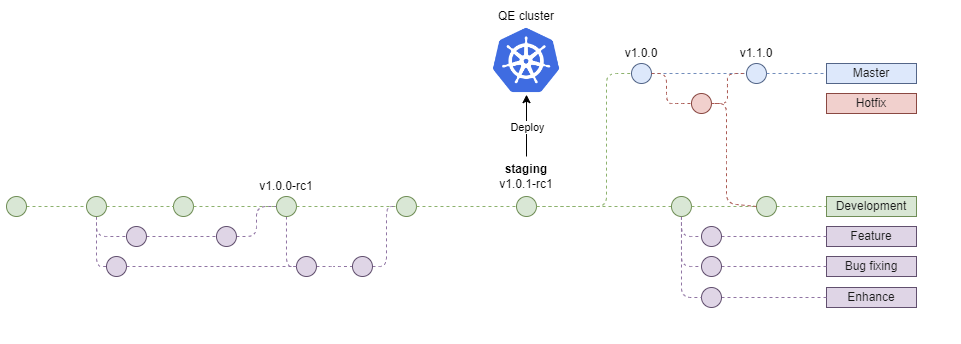 QE cluster
v1.0.0
v1.1.0
Master
Hotfix
Deploy
staging
v1.0.1-rc1
v1.0.0-rc1
Development
Feature
Bug fixing
Enhance